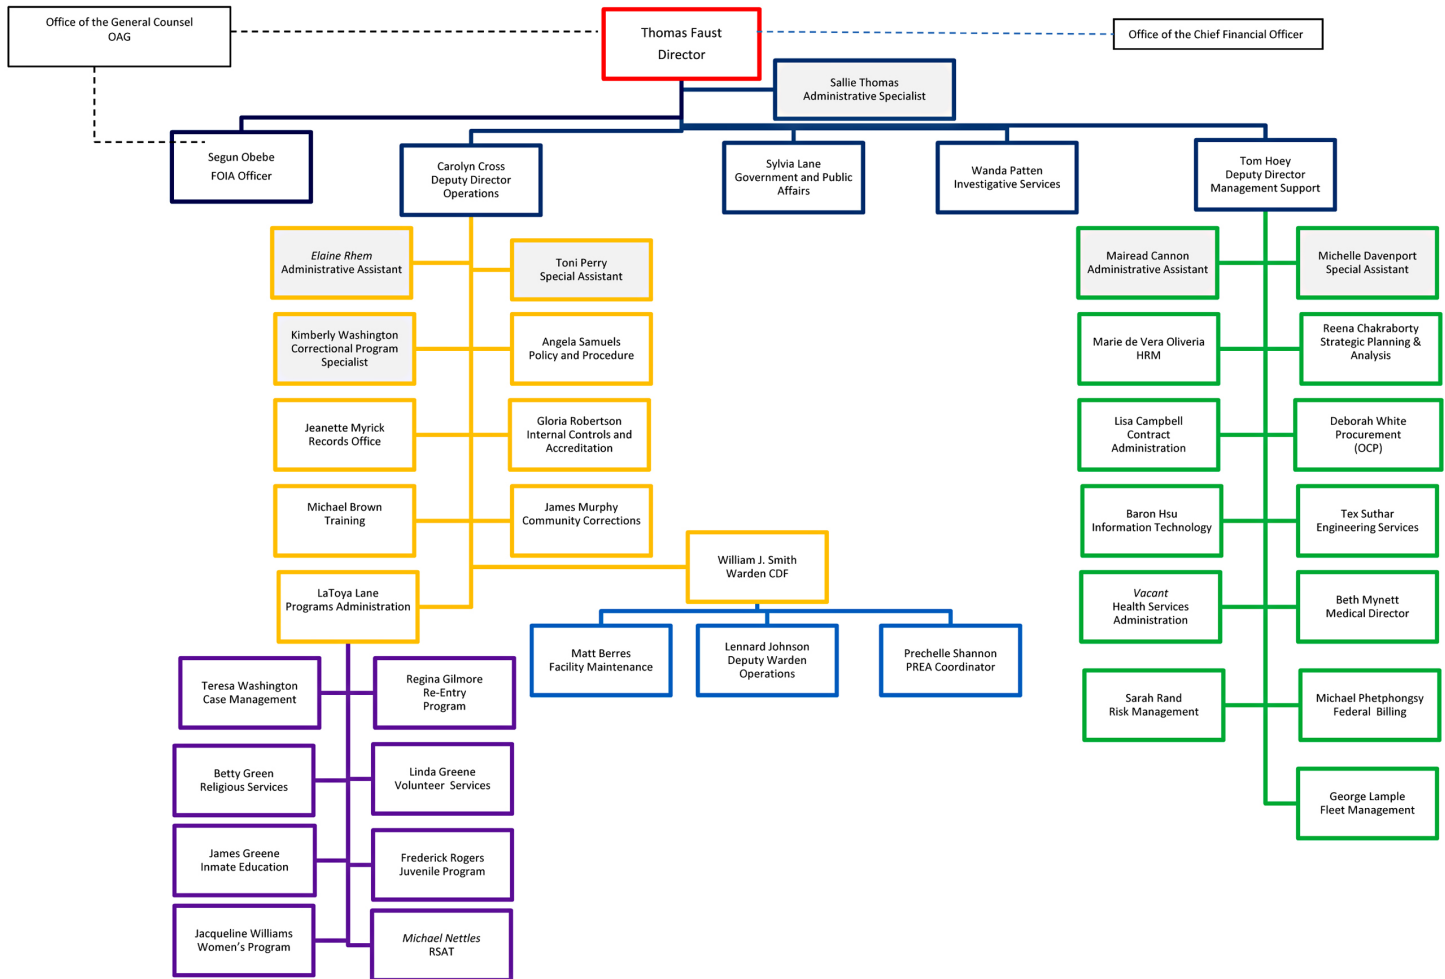 Office of the General Counsel
OAG
Thomas Faust
Director
Office of the Chief Financial Officer
Sallie Thomas
Administrative Specialist
Segun Obebe
FOIA Officer
Carolyn Cross
Deputy Director
Operations
Sylvia Lane
Government and Public
Affairs
Wanda Patten
Investigative Services
Tom Hoey
Deputy Director
Management Support
Elaine Rhem
Administrative Assistant
Toni Perry
Special Assistant
Kimberly Washington
Correctional Program
Specialist
Angela Samuels
Policy and Procedure
Jeanette Myrick
Records Office
Gloria Robertson
Internal Controls and
Accreditation
Michael Brown
Training
James Murphy
Community Corrections
LaToya Lane
Programs Administration
William J. Smith
Warden CDF
Matt Berres
Facility Maintenance
Lennard Johnson
Deputy Warden
Operations
Prechelle Shannon
PREA Coordinator
Teresa Washington
Case Management
Regina Gilmore
Re-Entry
Program
Betty Green
Religious Services
Linda Greene
Volunteer Services
James Greene
Inmate Education
Frederick Rogers
Juvenile Program
Jacqueline Williams
Women's Program
Michael Nettles
RSAT
Mairead Cannon
Administrative Assistant
Michelle Davenport
Special Assistant
Marie de Vera Oliveria
HRM
Reena Chakraborty
Strategic Planning &
Analysis
Lisa Campbell
Contract
Administration
Deborah White
Procurement
(OCP)
Baron Hsu
Information Technology
Tex Suthar
Engineering Services
Vacant
Health Services
Administration
Beth Mynett
Medical Director
Sarah Rand
Risk Management
Michael Phetphongsy
Federal Billing
George Lample
Fleet Management